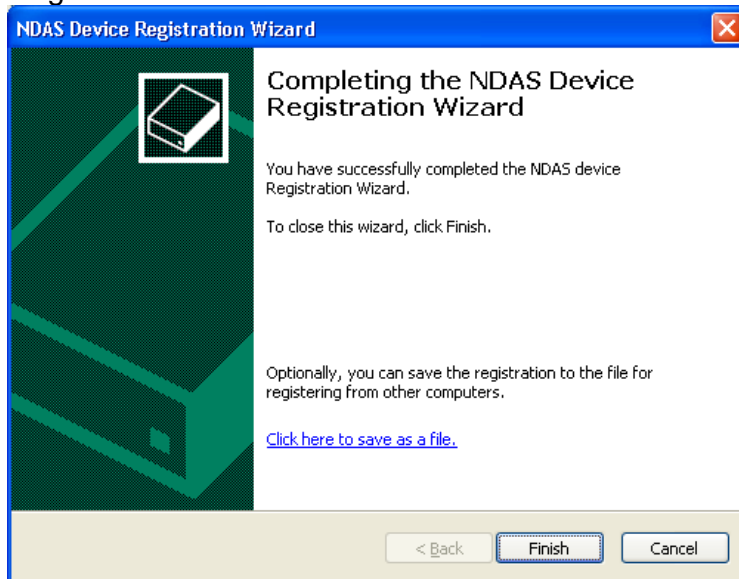 NDAS Device Registration Wizard
Completing the NDAS Device
Registration Wizard
You have successfully completed the NDAS device
Registration Wizard.
To close this wizard, click Finish.
Optionally, you can save the registration to the file for
registering from other computers.
Click here to save as a file.
< Back Finish Cancel